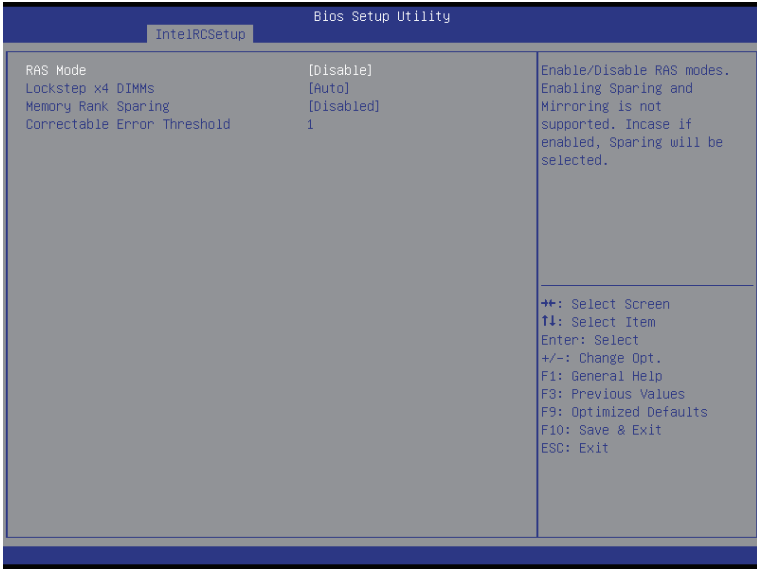 Bios Setup Utility
IntelRCSetup
RAS Mode [Disable]
Lockstep x4 DIMMs [Auto]
Memory Rank Sparing [Disabled]
Correctable Error Threshold 1
Enable/Disable RAS modes.
Enabling Sparing and
Mirroring is not
supported. Incase if
enabled, Sparing will be
selected.
→←: Select Screen
↑↓: Select Item
Enter: Select
+/-: Change Opt.
F1: General Help
F3: Previous Values
F9: Optimized Defaults
F10: Save & Exit
ESC: Exit